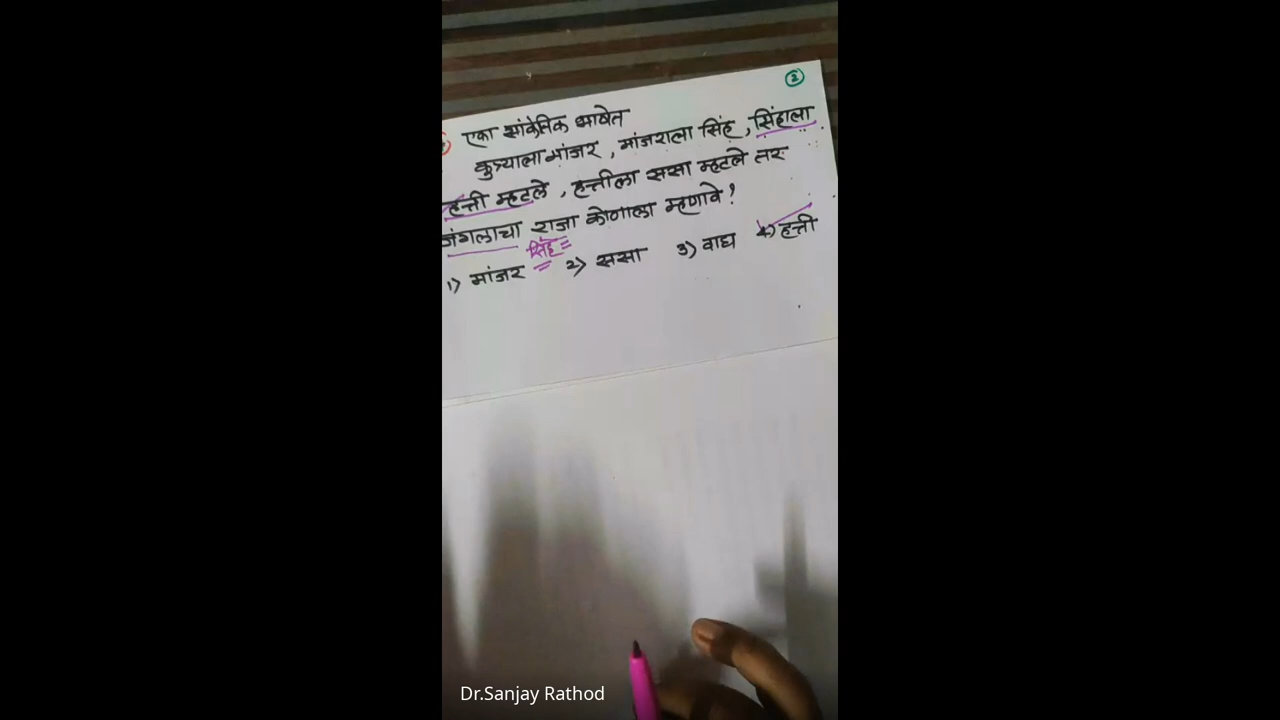 ②
एका सांकेतिक भाषेत
कुत्र्याला मांजर , मांजराला सिंह , सिंहाला
हत्ती म्हटले , हत्तीला ससा म्हटले तर
जंगलाचा राजा कोणाला म्हणावे ?
सिंह
1) मांजर 2) ससा 3) वाघ 4) हत्ती
Dr.Sanjay Rathod